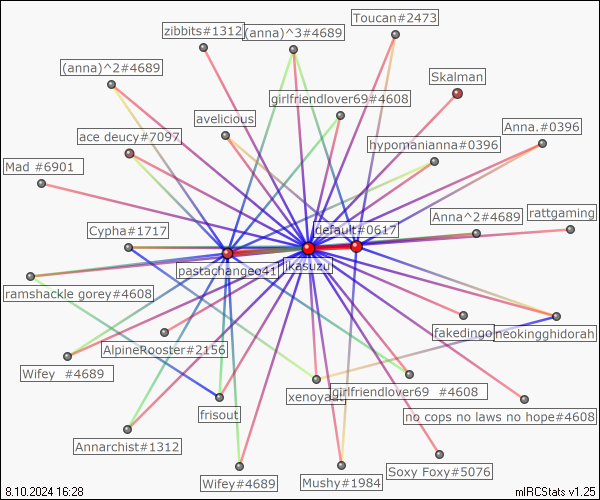 Toucan#2473
zibbits#1312
(anna)^3#4689
(anna)^2#4689
Skalman
girlfriendlover69#4608
avelicious
Anna.#0396
ace deucy#7097
hypomanianna#0396
Mad #6901
Anna^2#4689
rattgaming
Cypha#1717
default#0617
pastachangeo41
ikasuzu
ramshackle gorey#4608
fakedingo
neokingghidorah
AlpineRooster#2156
Wifey  #4689
girlfriendlover69  #4608
xenoyaut
frisout
no cops no laws no hope#4608
Annarchist#1312
Soxy Foxy#5076
Wifey#4689
Mushy#1984
8.10.2024 16:28
mIRCStats v1.25